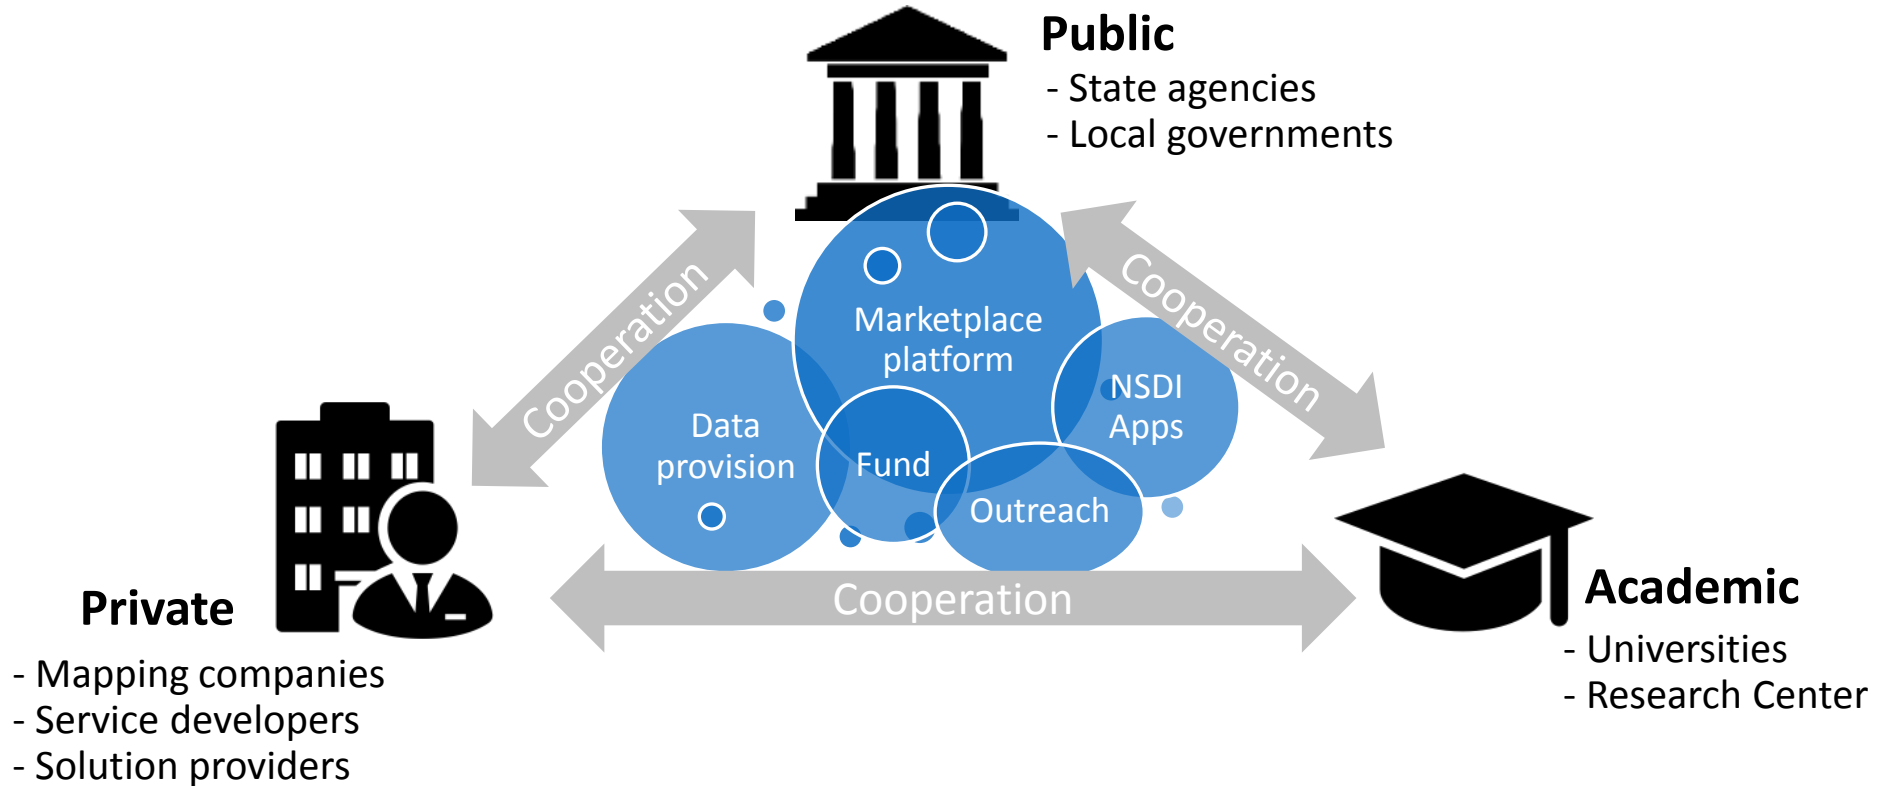 Public
- State agencies
- Local governments
Cooperation
Cooperation
Marketplace
platform
NSDI
Apps
Data
provision
Fund
Outreach
Cooperation
Private
- Mapping companies
- Service developers
- Solution providers
Academic
- Universities
- Research Center